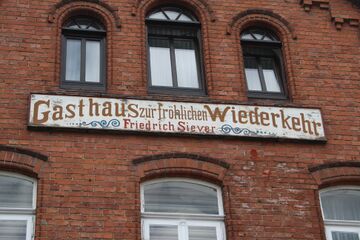 Gasthaus zur fröhlichen Wiederkehr
Friedrich Siever